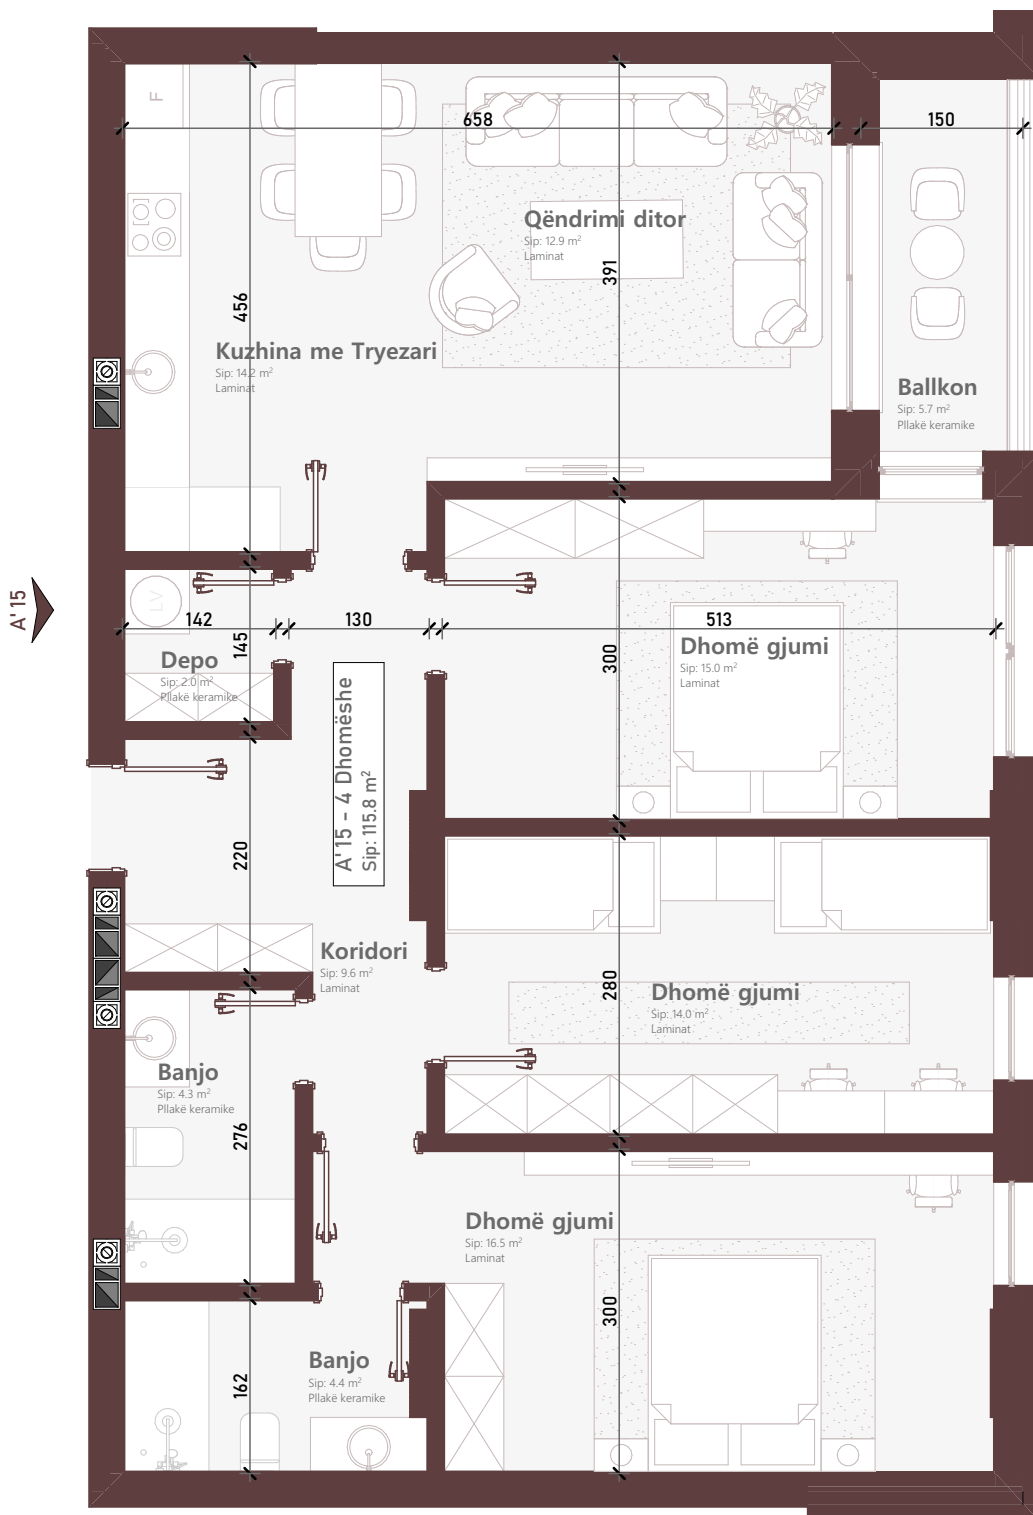 F
658
150
Qëndrimi ditor
Sip: 12.9 m²
Laminat
391
456
Kuzhina me Tryezari
Sip: 14.2 m²
Laminat
Ballkon
Sip: 5.7 m²
Pllakë keramike
A'15
LV
142
130
513
145
300
Depo
Sip: 2.0 m²
Pllakë keramike
Dhomë gjumi
Sip: 15.0 m²
Laminat
A'15 - 4 Dhomëshe
Sip: 115.8 m²
220
Koridori
Sip: 9.6 m²
Laminat
280
Dhomë gjumi
Sip: 14.0 m²
Laminat
Banjo
Sip: 4.3 m²
Pllakë keramike
276
Dhomë gjumi
Sip: 16.5 m²
Laminat
300
Banjo
Sip: 4.4 m²
Pllakë keramike
162